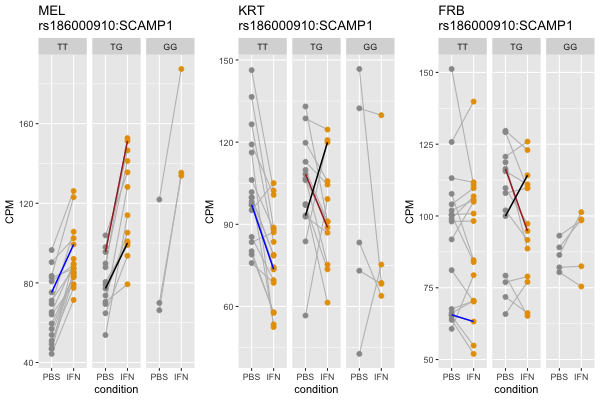 MEL
rs186000910:SCAMP1
TT TG GG
CPM
160
120
80
40
PBS IFN PBS IFN PBS IFN
condition
KRT
rs186000910:SCAMP1
TT TG GG
CPM
150
120
90
60
PBS IFN PBS IFN PBS IFN
condition
FRB
rs186000910:SCAMP1
TT TG GG
CPM
150
125
100
75
50
PBS IFN PBS IFN PBS IFN
condition